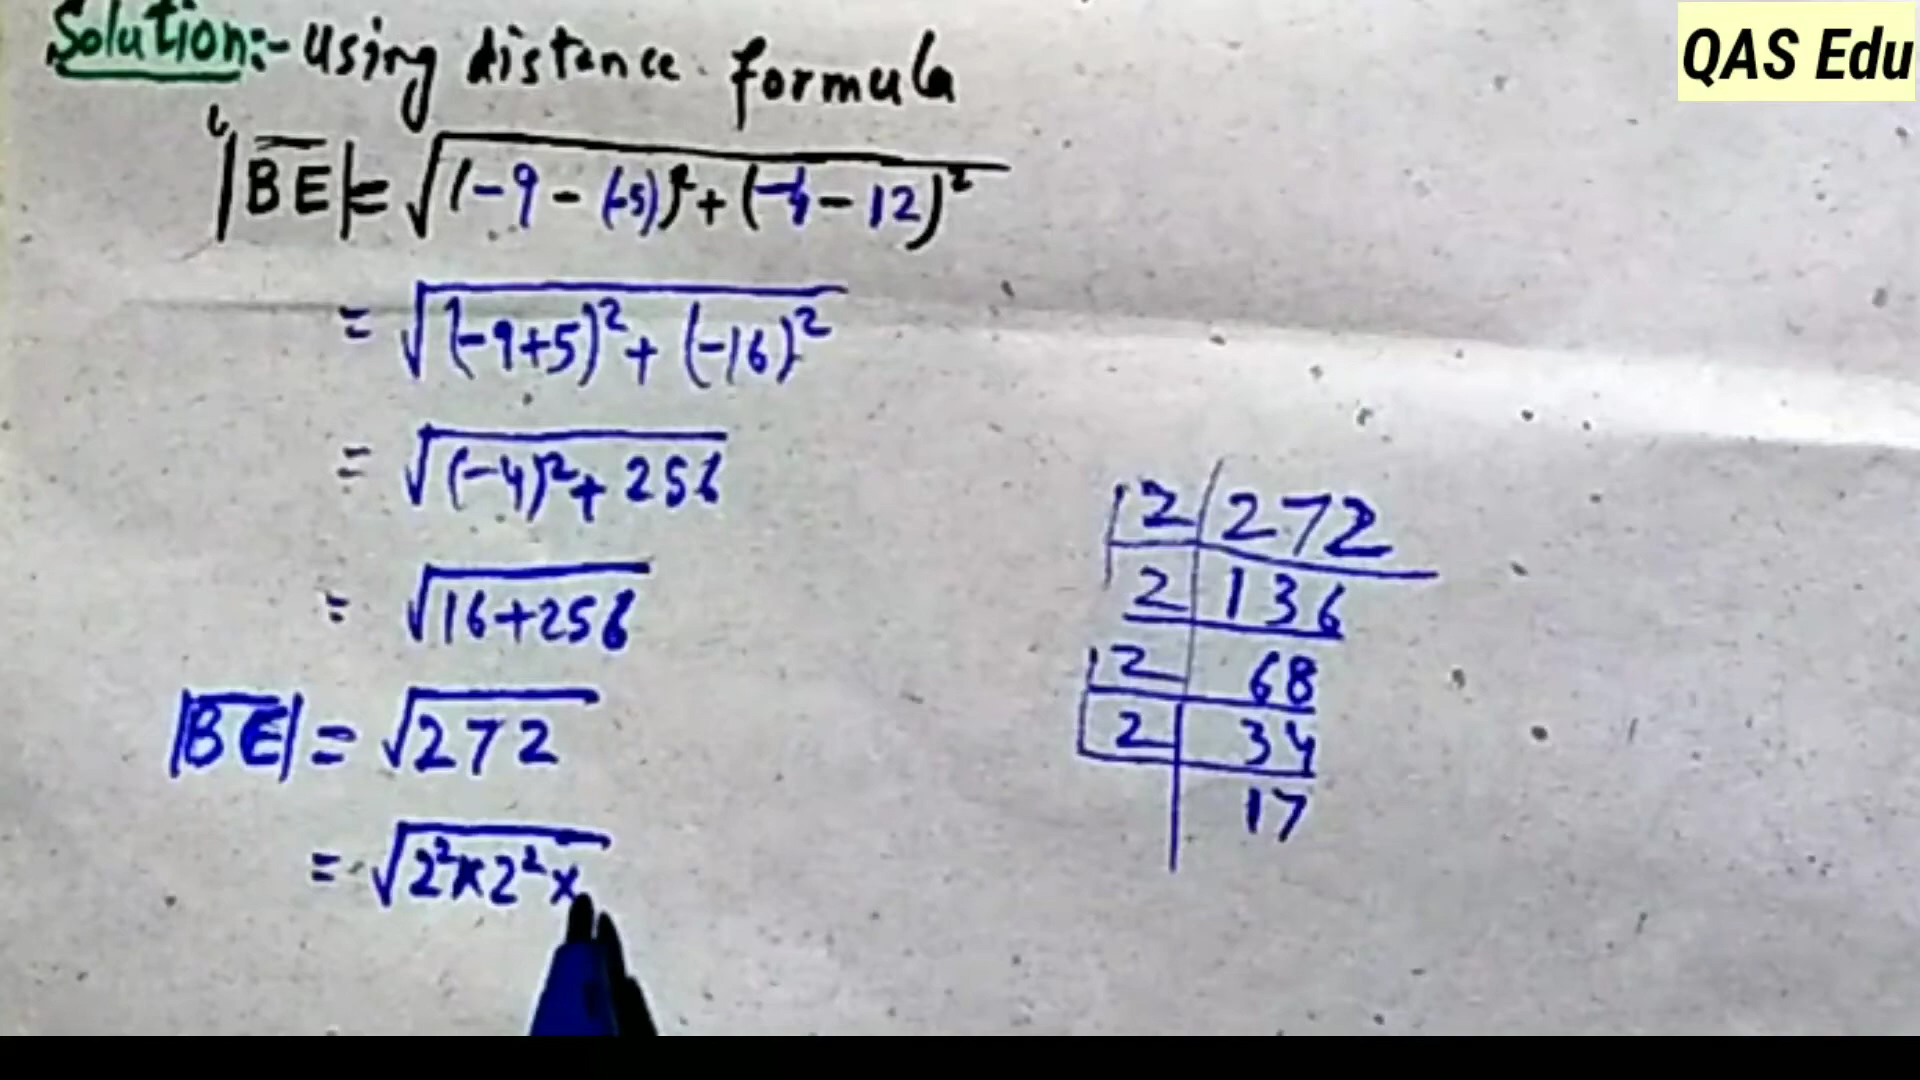 Solution:- Using distance formula
QAS Edu
|BE| = √(-9 - (-5))² + (-4 - 12)²
= √(-9+5)² + (-16)²
= √(-4)² + 256
= √16+256
|BE| = √272
= √2²×2²×
2 | 272
2 | 136
2 | 68
2 | 34
17